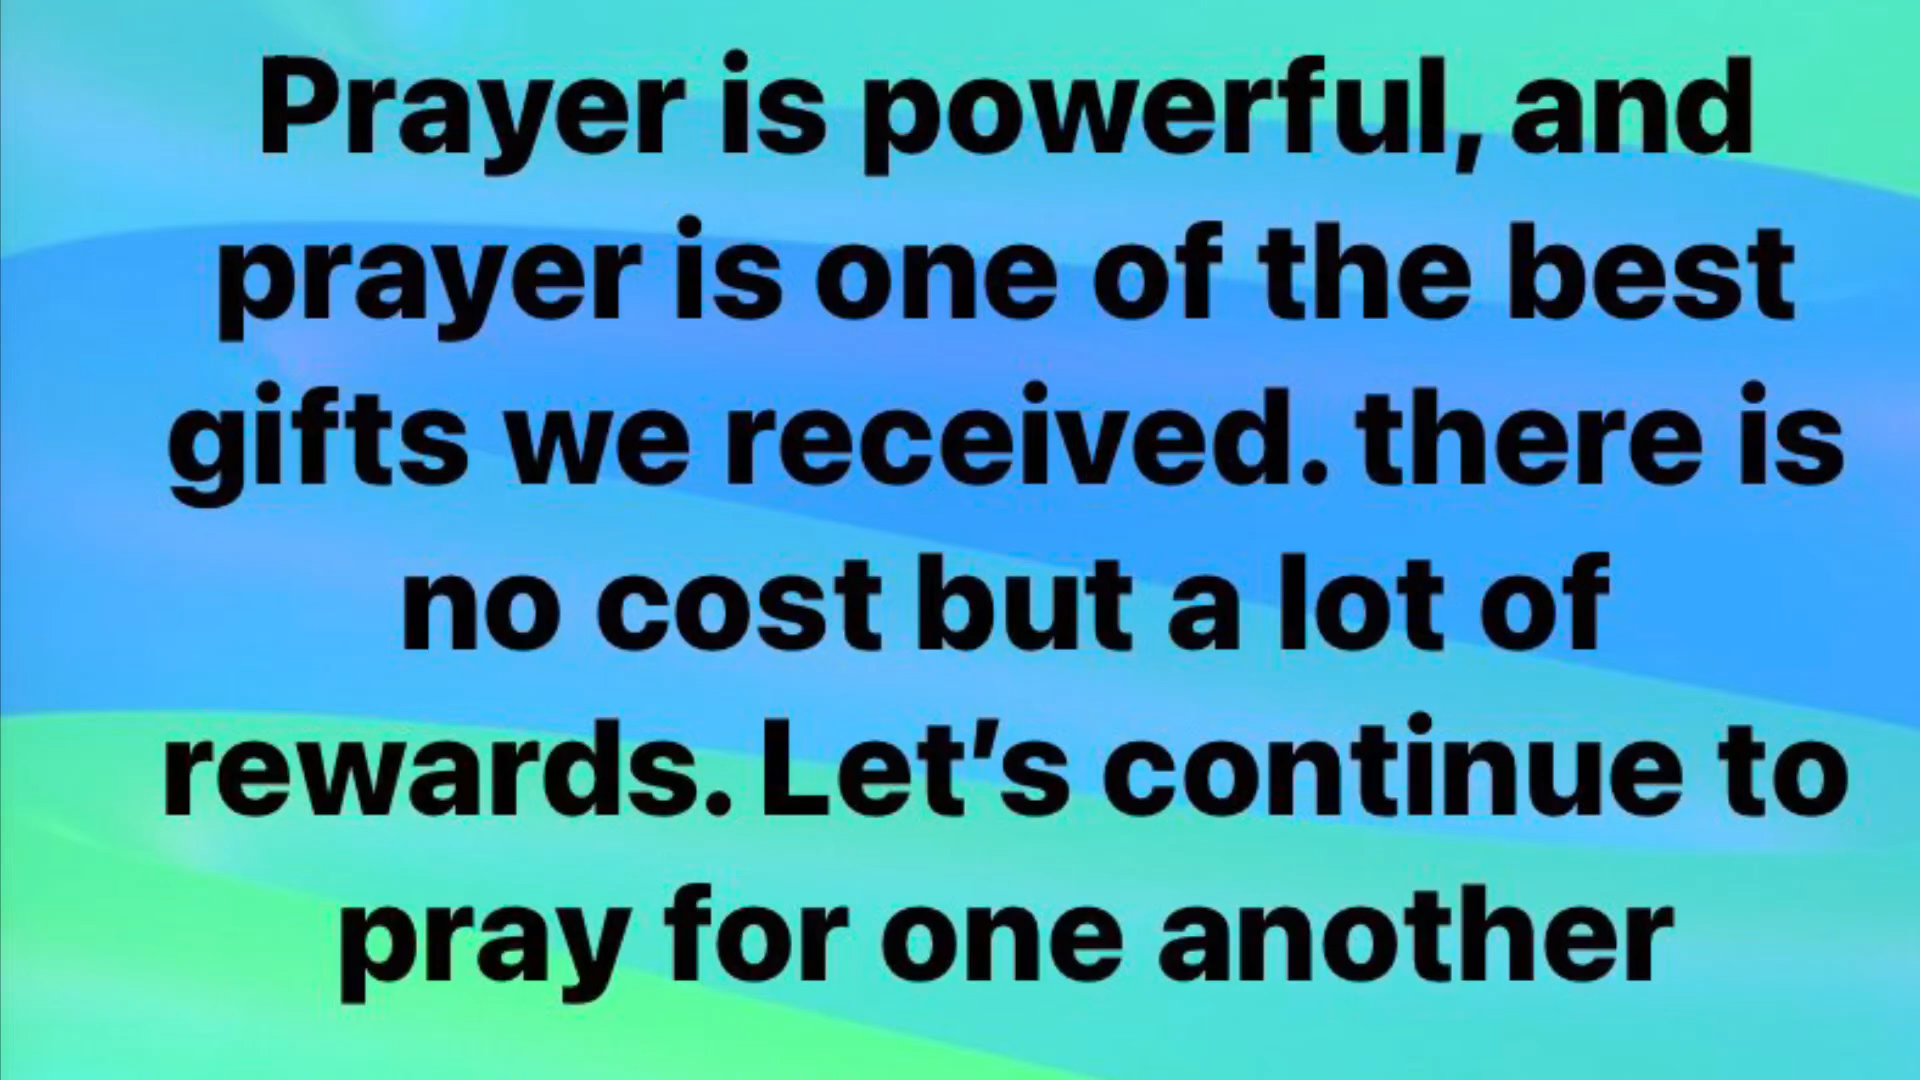 Prayer is powerful, and
prayer is one of the best
gifts we received. there is
no cost but a lot of
rewards. Let’s continue to
pray for one another